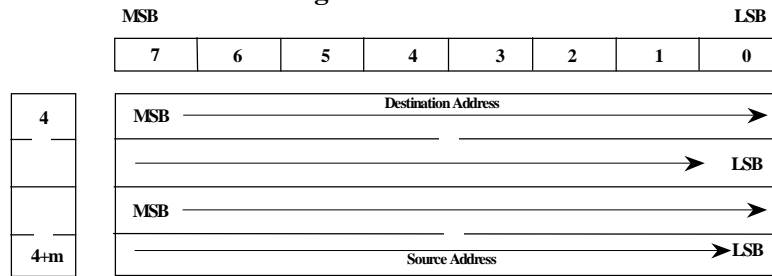 MSB LSB
7 6 5 4 3 2 1 0
4 MSB Destination Address
LSB
MSB
4+m Source Address LSB